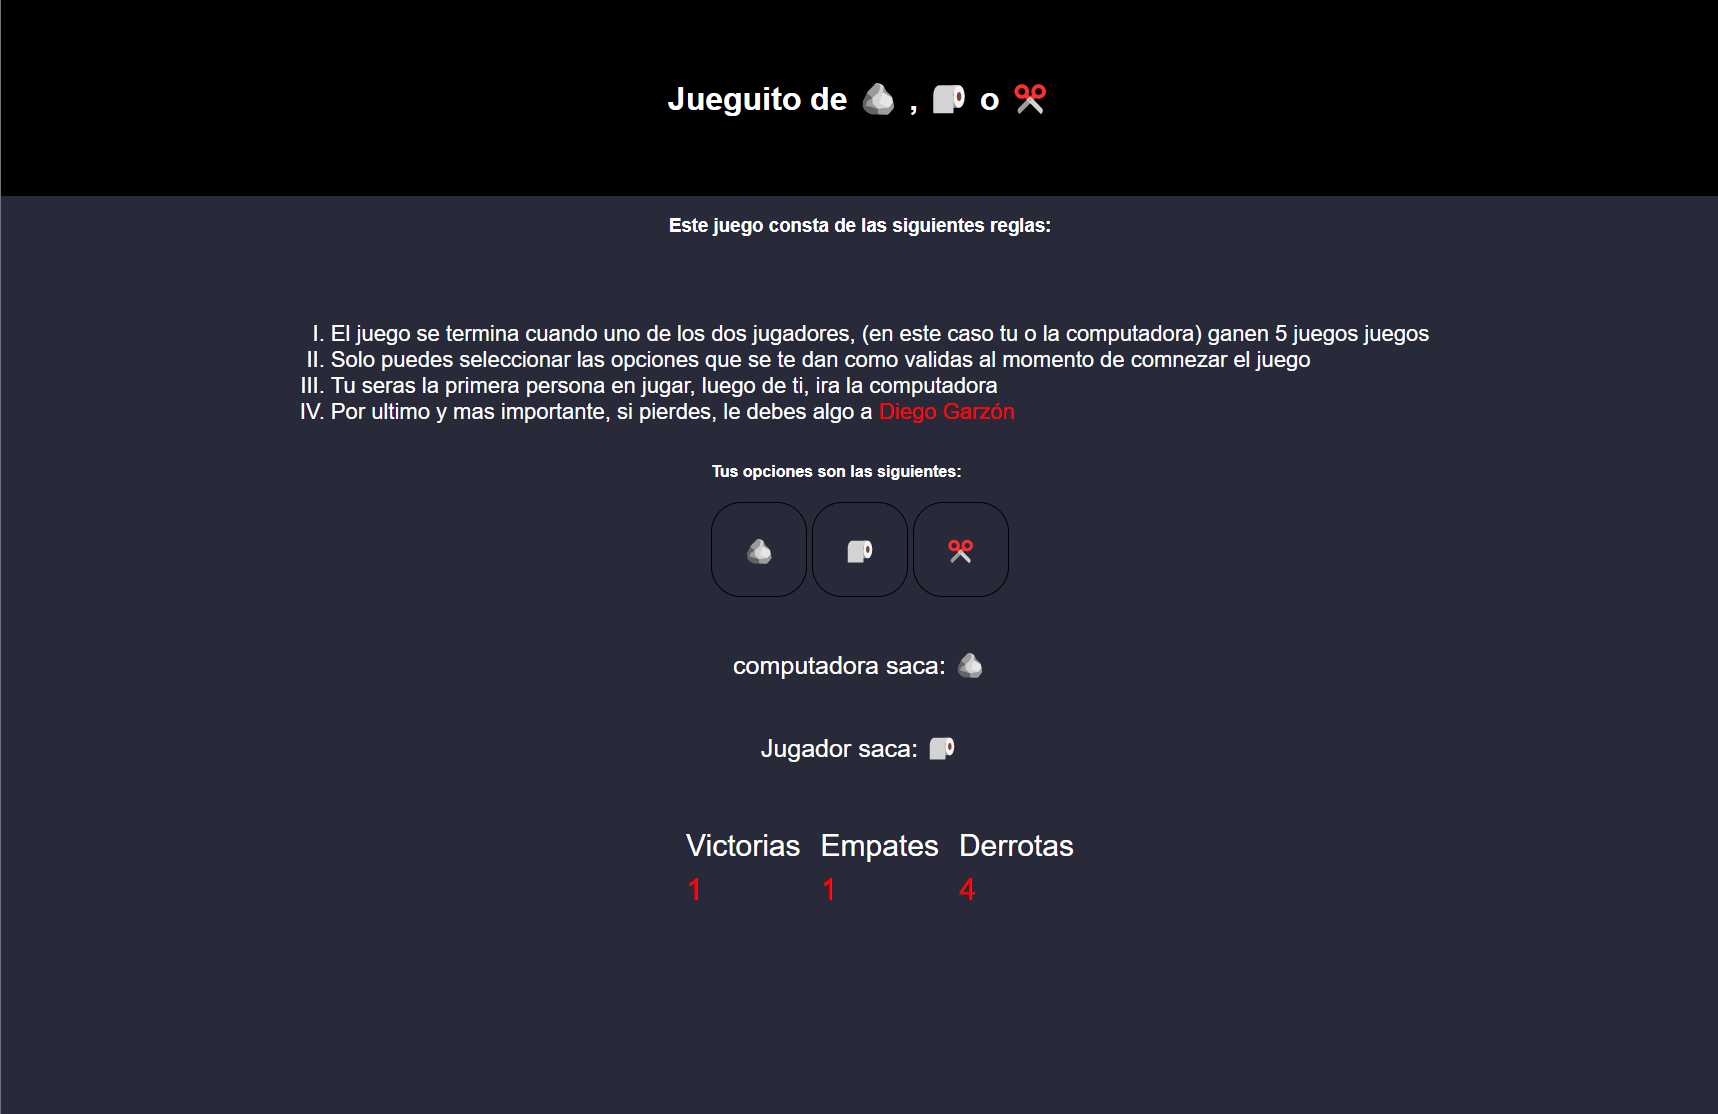 Jueguito de 🪨 , 🧻 o ✂️
Este juego consta de las siguientes reglas:
I. El juego se termina cuando uno de los dos jugadores, (en este caso tu o la computadora) ganen 5 juegos juegos
II. Solo puedes seleccionar las opciones que se te dan como validas al momento de comnezar el juego
III. Tu seras la primera persona en jugar, luego de ti, ira la computadora
IV. Por ultimo y mas importante, si pierdes, le debes algo a Diego Garzón
Tus opciones son las siguientes:
🪨 🧻 ✂️
computadora saca: 🪨
Jugador saca: 🧻
Victorias Empates Derrotas
1 1 4